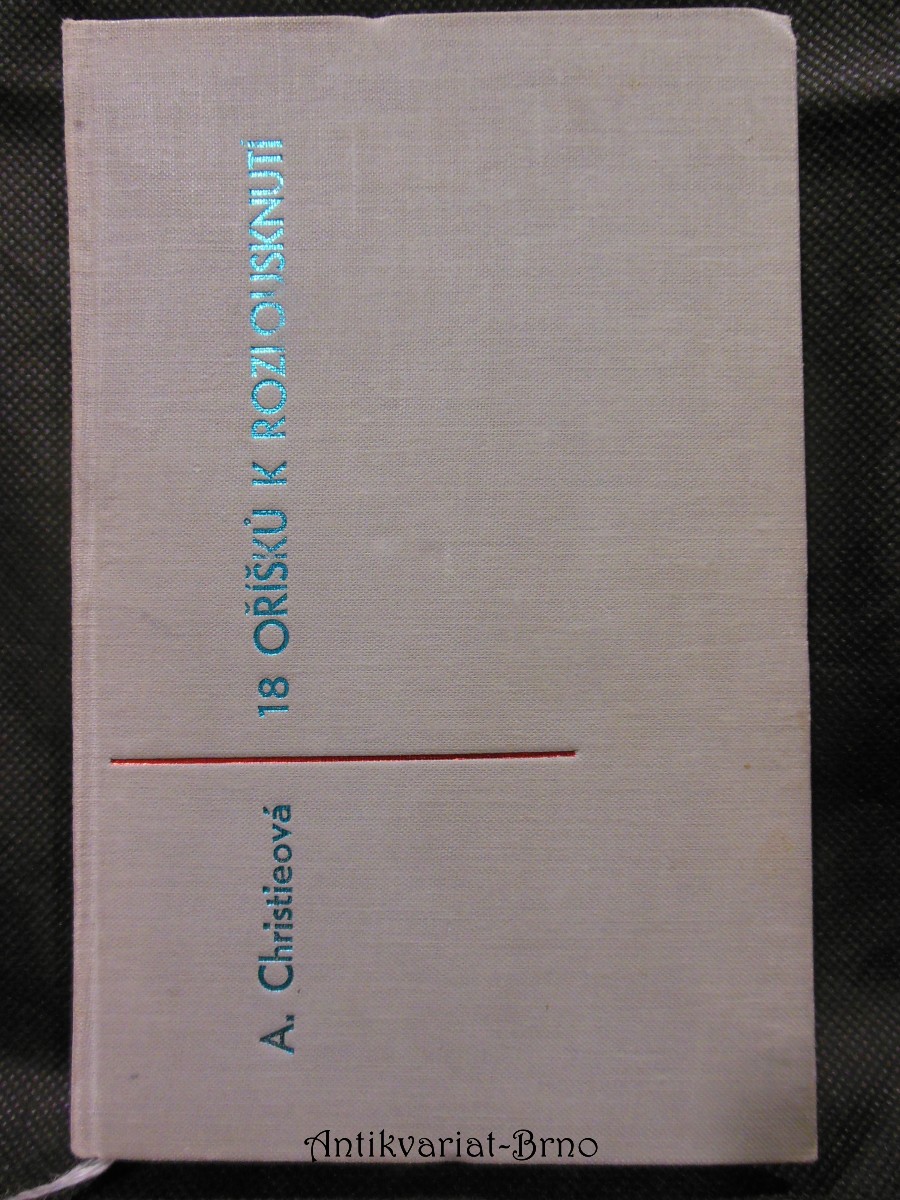 A. Christieová 18 OŘÍŠKŮ K ROZLOUSKNUTÍ
Antikvariat-Brno